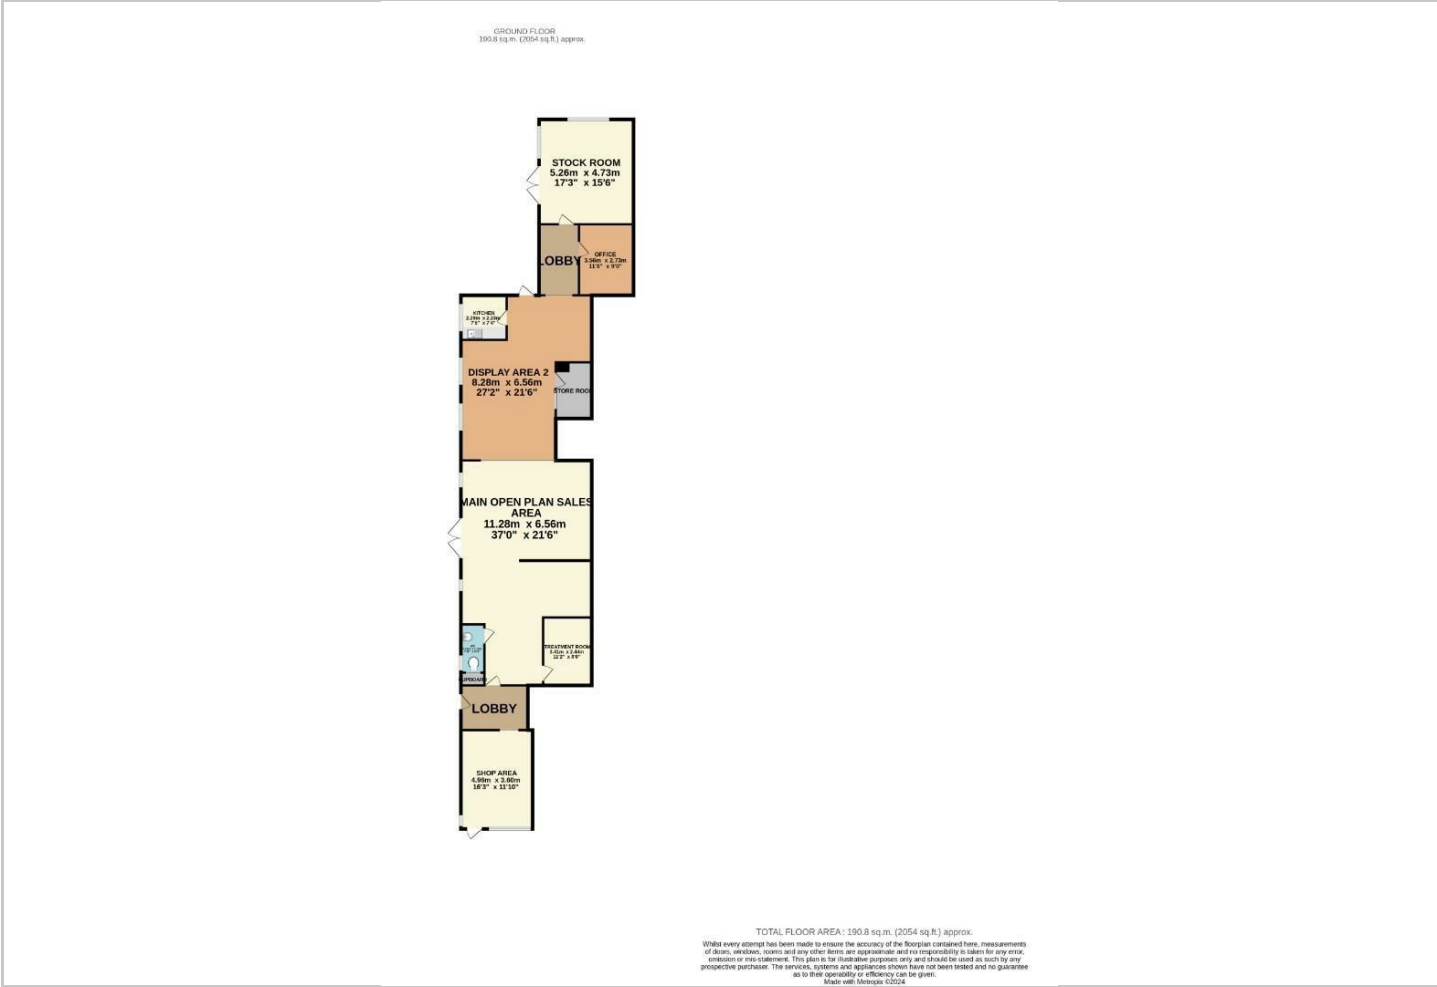 GROUND FLOOR
190.8 sq.m. (2054 sq.ft.) approx.
STOCK ROOM
5.26m x 4.73m
17'3" x 15'6"
LOBBY
OFFICE
3.56m x 2.73m
KITCHEN
DISPLAY AREA 2
8.28m x 6.56m
27'2" x 21'6"
STORE ROOM
MAIN OPEN PLAN SALES
AREA
11.28m x 6.56m
37'0" x 21'6"
TREATMENT ROOM
CUPBOARD
LOBBY
SHOP AREA
4.96m x 3.60m
16'3" x 11'10"
TOTAL FLOOR AREA : 190.8 sq.m. (2054 sq.ft.) approx.
Whilst every attempt has been made to ensure the accuracy of the floorplan contained here, measurements
of doors, windows, rooms and any other items are approximate and no responsibility is taken for any error,
omission or mis-statement. This plan is for illustrative purposes only and should be used as such by any
prospective purchaser. The services, systems and appliances shown have not been tested and no guarantee
as to their operability or efficiency can be given.
Made with Metropix ©2024